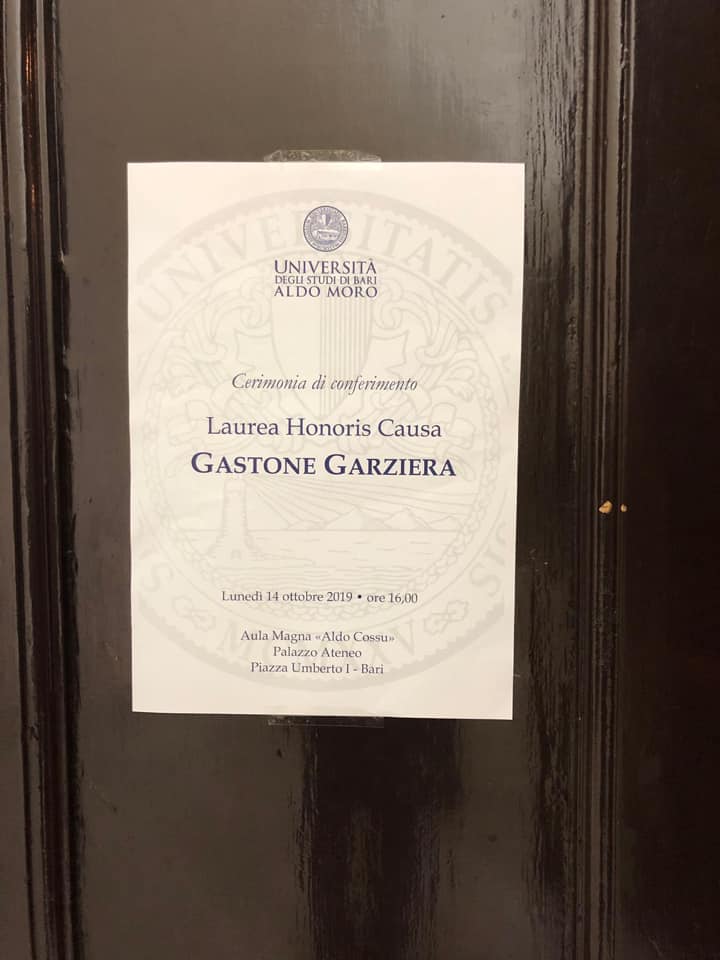 UNIVERSITÀ
DEGLI STUDI DI BARI
ALDO MORO
Cerimonia di conferimento
Laurea Honoris Causa
GASTONE GARZIERA
Lunedì 14 ottobre 2019 • ore 16,00
Aula Magna «Aldo Cossu»
Palazzo Ateneo
Piazza Umberto I - Bari